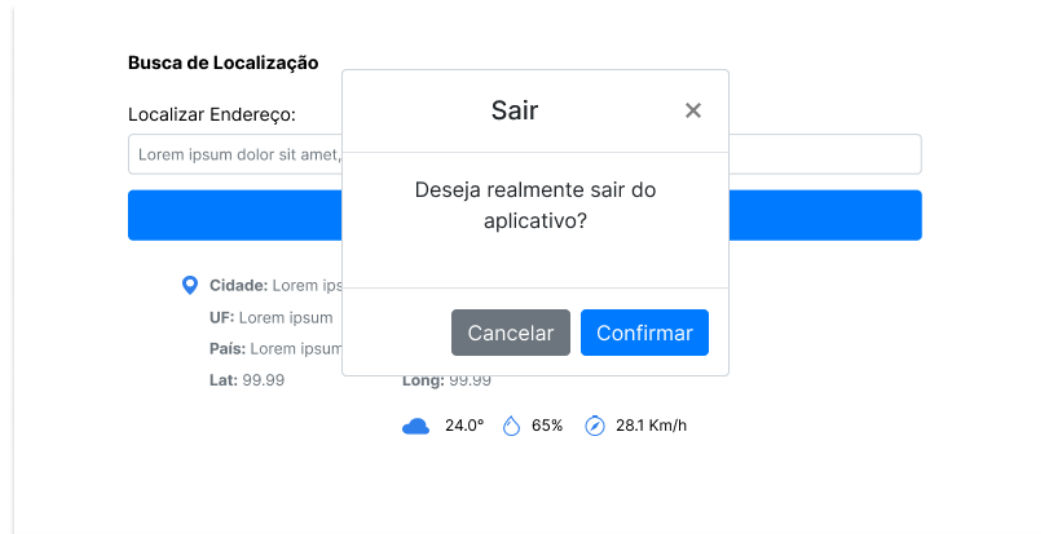 Busca de Localização
Localizar Endereço:
Lorem ipsum dolor sit amet,
Sair ×
Deseja realmente sair do
aplicativo?
Cancelar Confirmar
Cidade: Lorem ips
UF: Lorem ipsum
País: Lorem ipsum
Lat: 99.99 Long: 99.99
24.0° 65% 28.1 Km/h